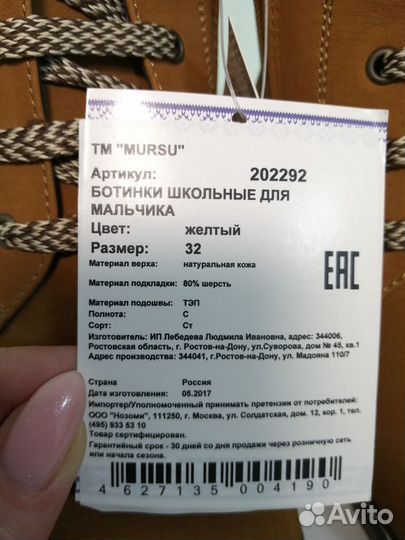 ТМ "MURSU"
Артикул: 202292
БОТИНКИ ШКОЛЬНЫЕ ДЛЯ
МАЛЬЧИКА
Цвет: желтый
Размер: 32
Материал верха: натуральная кожа
Материал подкладки: 80% шерсть
Материал подошвы: ТЭП
Полнота: С
Сорт: Ст
EAC
Изготовитель: ИП Лебедева Людмила Ивановна, адрес: 344006,
Ростовская область, г. Ростов-на-Дону, ул.Суворова, дом № 45, кв.1
Адрес производства: 344041, г.Ростов-на-Дону, ул. Мадояна 110/7
Страна Россия
Дата изготовления: 05.2017
Импортер/Уполномоченный принимать претензии от потребителей:
ООО "Нозоми", 111250, г. Москва, ул. Солдатская, дом. 12, кор. 1, тел.
(495) 933 53 10
Товар сертифицирован.
Гарантийный срок - 30 дней со дня продажи через розничную сеть
или начала сезона.
4 627135 004190
Avito